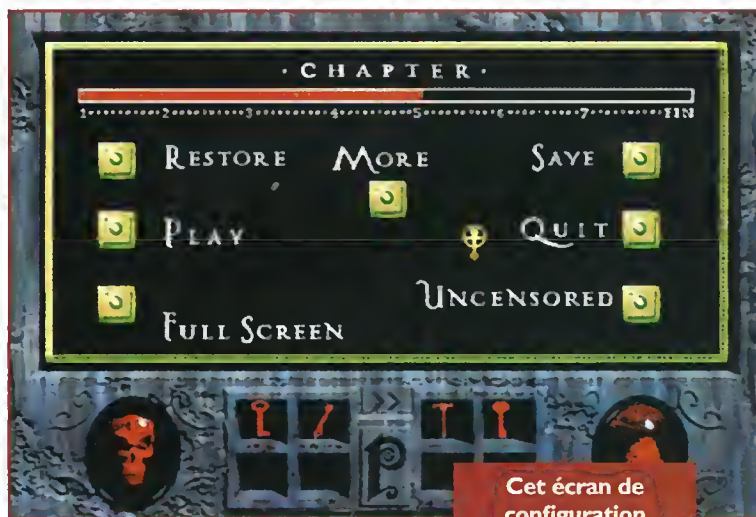 · CHAPTER ·
1 2 3 4 5 6 7 FIN
RESTORE MORE SAVE
PLAY QUIT
UNCENSORED
FULL SCREEN
>>
P
Cet écran de
configuration